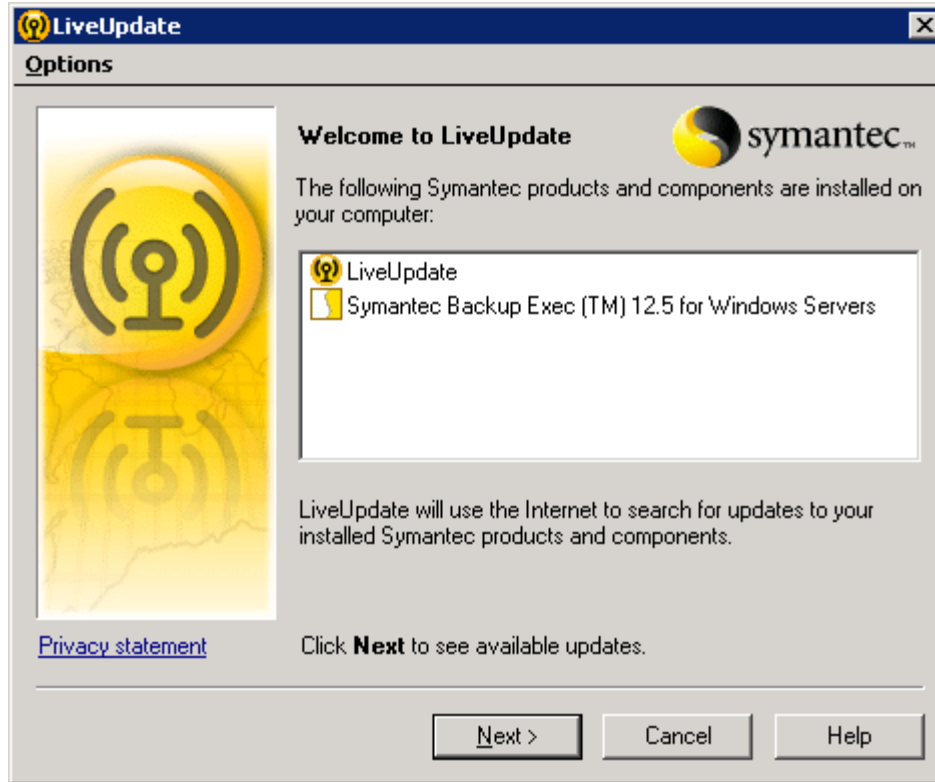 LiveUpdate
Options
Welcome to LiveUpdate
symantec™
The following Symantec products and components are installed on
your computer:
LiveUpdate
Symantec Backup Exec (TM) 12.5 for Windows Servers
LiveUpdate will use the Internet to search for updates to your
installed Symantec products and components.
Privacy statement
Click Next to see available updates.
Next >
Cancel
Help